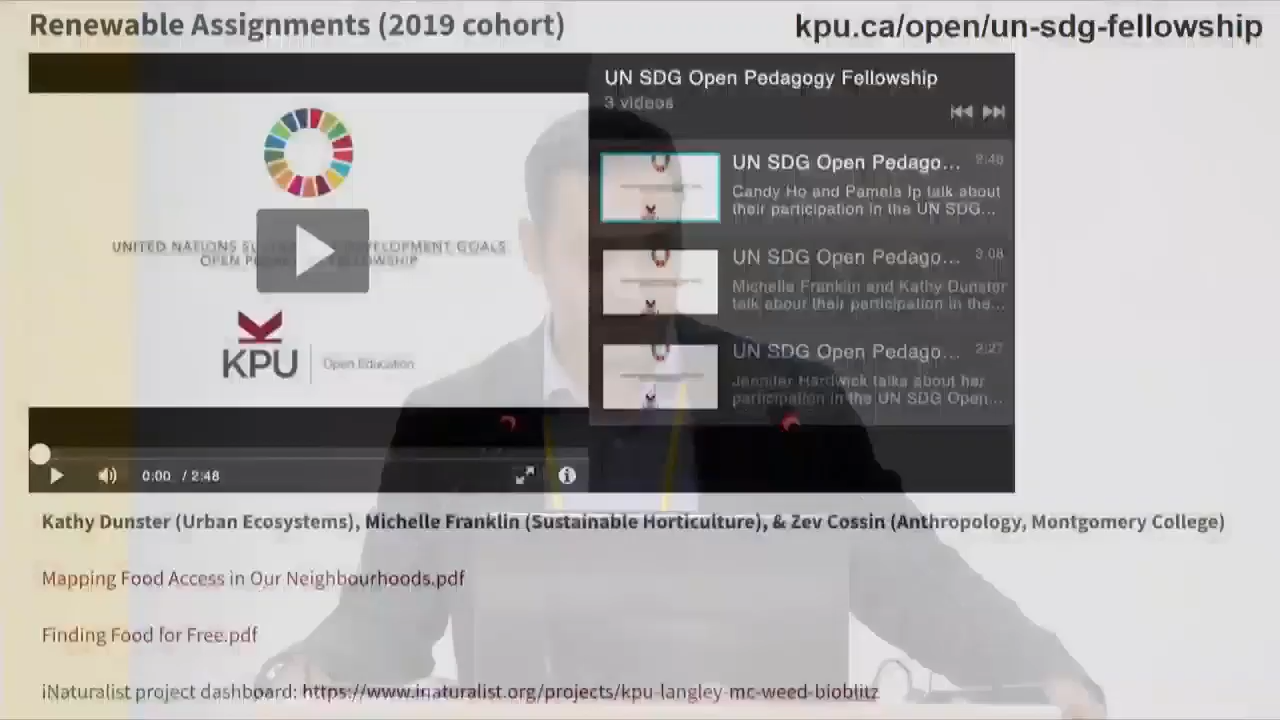 Renewable Assignments (2019 cohort)
kpu.ca/open/un-sdg-fellowship
UN SDG Open Pedagogy Fellowship
3 videos
UN SDG Open Pedago...
2:48
Candy Ho and Pamela Ip talk about
their participation in the UN SDG...
UN SDG Open Pedago...
3:08
Michelle Franklin and Kathy Dunster
talk about their participation in the...
UN SDG Open Pedago...
2:27
Jennifer Hardwick talks about her
participation in the UN SDG Open...
UNITED NATIONS DEVELOPMENT GOALS
OPEN FELLOWSHIP
KPU
Open Education
0:00 / 2:48
Kathy Dunster (Urban Ecosystems), Michelle Franklin (Sustainable Horticulture), & Zev Cossin (Anthropology, Montgomery College)
Mapping Food Access in Our Neighbourhoods.pdf
Finding Food for Free.pdf
iNaturalist project dashboard: https://www.inaturalist.org/projects/kpu-langley-mc-weed-bioblitz